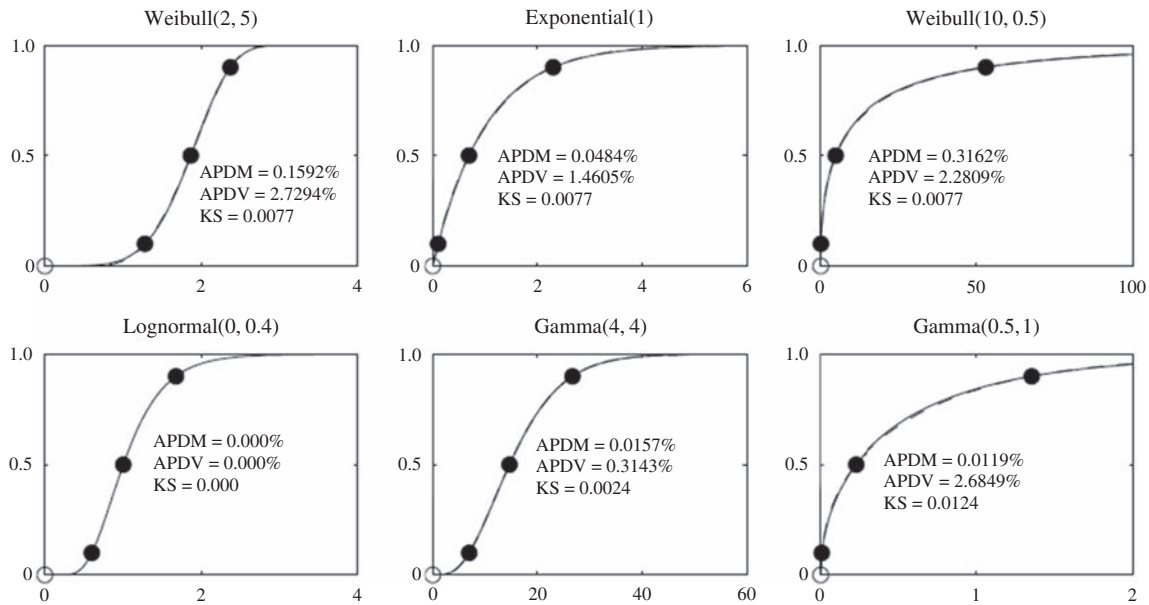 Weibull(2, 5)
1.0
0.5
0
0
2
4
APDM = 0.1592%
APDV = 2.7294%
KS = 0.0077
Exponential(1)
1.0
0.5
0
0
2
4
6
APDM = 0.0484%
APDV = 1.4605%
KS = 0.0077
Weibull(10, 0.5)
1.0
0.5
0
0
50
100
APDM = 0.3162%
APDV = 2.2809%
KS = 0.0077
Lognormal(0, 0.4)
1.0
0.5
0
0
2
4
APDM = 0.000%
APDV = 0.000%
KS = 0.000
Gamma(4, 4)
1.0
0.5
0
0
20
40
60
APDM = 0.0157%
APDV = 0.3143%
KS = 0.0024
Gamma(0.5, 1)
1.0
0.5
0
0
1
2
APDM = 0.0119%
APDV = 2.6849%
KS = 0.0124